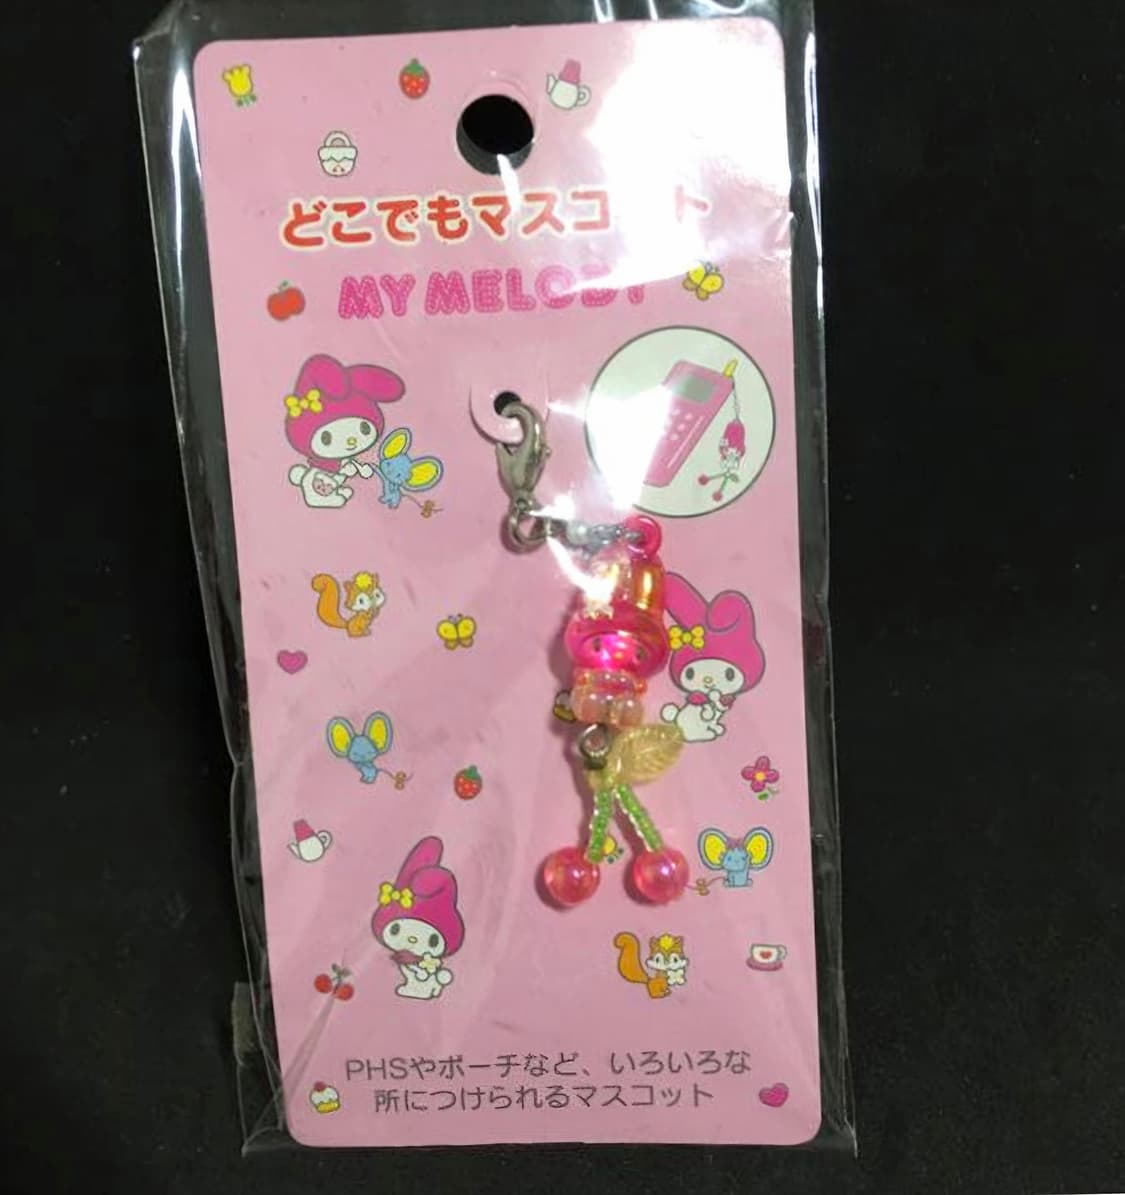 どこでもマスコット
MY MELODY
PHSやポーチなど、いろいろな
所につけられるマスコット